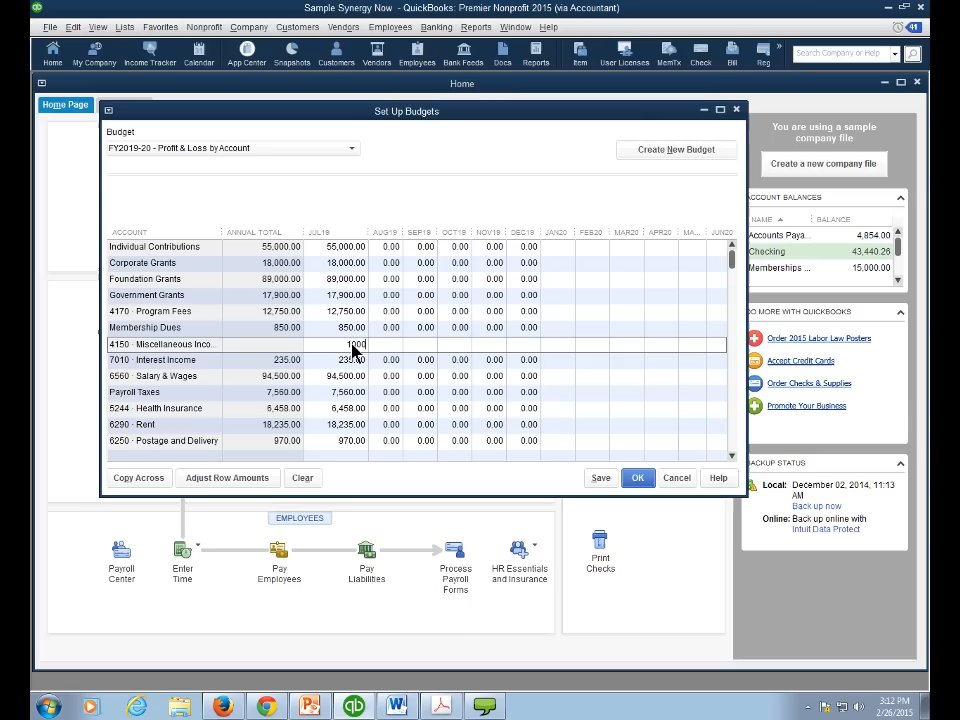 Sample Synergy Now - QuickBooks: Premier Nonprofit 2015 (via Accountant)
File Edit View Lists Favorites Nonprofit Company Customers Vendors Employees Banking Reports Window Help
41
Home My Company Income Tracker Calendar App Center Snapshots Customers Vendors Employees Bank Feeds Docs Reports Item User Licenses MemTx Check Bill Reg
Search Company or Help
Home
Home Page
Set Up Budgets
Budget
FY2019-20 - Profit & Loss by Account
Create New Budget
ACCOUNT ANNUAL TOTAL JUL19 AUG19 SEP19 OCT19 NOV19 DEC19 JAN20 FEB20 MAR20 APR20 MA... JUN20
Individual Contributions 55,000.00 55,000.00 0.00 0.00 0.00 0.00 0.00
Corporate Grants 18,000.00 18,000.00 0.00 0.00 0.00 0.00 0.00
Foundation Grants 89,000.00 89,000.00 0.00 0.00 0.00 0.00 0.00
Government Grants 17,900.00 17,900.00 0.00 0.00 0.00 0.00 0.00
4170 · Program Fees 12,750.00 12,750.00 0.00 0.00 0.00 0.00 0.00
Membership Dues 850.00 850.00 0.00 0.00 0.00 0.00 0.00
4150 · Miscellaneous Inco... 1000
7010 · Interest Income 235.00 235.00 0.00 0.00 0.00 0.00 0.00
6560 · Salary & Wages 94,500.00 94,500.00 0.00 0.00 0.00 0.00 0.00
Payroll Taxes 7,560.00 7,560.00 0.00 0.00 0.00 0.00 0.00
5244 · Health Insurance 6,458.00 6,458.00 0.00 0.00 0.00 0.00 0.00
6290 · Rent 18,235.00 18,235.00 0.00 0.00 0.00 0.00 0.00
6250 · Postage and Delivery 970.00 970.00 0.00 0.00 0.00 0.00 0.00
Copy Across Adjust Row Amounts Clear Save OK Cancel Help
You are using a sample
company file
Create a new company file
ACCOUNT BALANCES
NAME BALANCE
Accounts Paya... 4,854.00
Checking 43,440.26
Memberships ... 15,000.00
DO MORE WITH QUICKBOOKS
Order 2015 Labor Law Posters
Accept Credit Cards
Order Checks & Supplies
Promote Your Business
BACKUP STATUS
Local: December 02, 2014, 11:13
AM
Back up now
Online: Back up online with
Intuit Data Protect
EMPLOYEES
Payroll
Center
Enter
Time
Pay
Employees
Pay
Liabilities
Process
Payroll
Forms
HR Essentials
and Insurance
Print
Checks
3:12 PM
2/26/2015